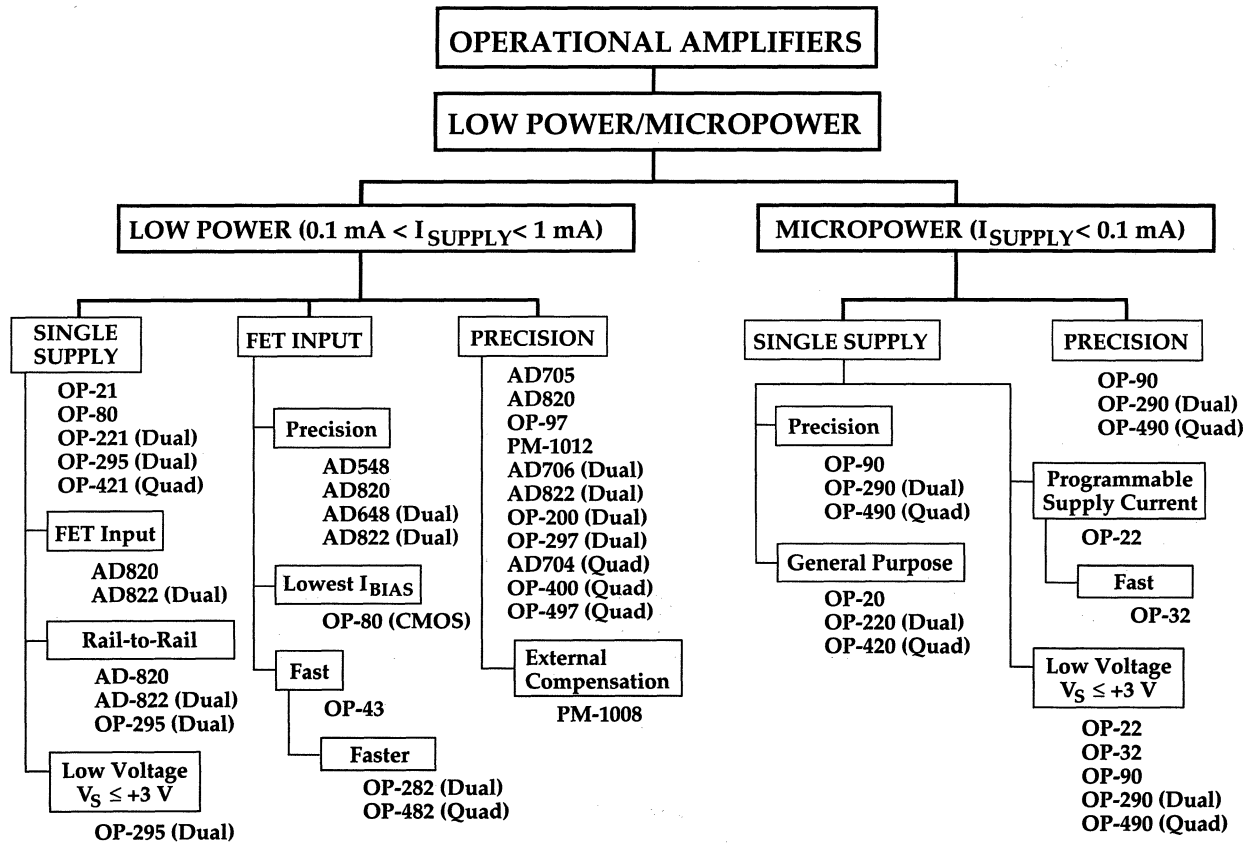 OPERATIONAL AMPLIFIERS
LOW POWER/MICROPOWER
LOW POWER (0.1 mA < I SUPPLY < 1 mA)
SINGLE
SUPPLY
OP-21
OP-80
OP-221 (Dual)
OP-295 (Dual)
OP-421 (Quad)
FET Input
AD820
AD822 (Dual)
Rail-to-Rail
AD-820
AD-822 (Dual)
OP-295 (Dual)
Low Voltage
VS ≤ +3 V
OP-295 (Dual)
FET INPUT
Precision
AD548
AD820
AD648 (Dual)
AD822 (Dual)
Lowest IBIAS
OP-80 (CMOS)
Fast
OP-43
Faster
OP-282 (Dual)
OP-482 (Quad)
PRECISION
AD705
AD820
OP-97
PM-1012
AD706 (Dual)
AD822 (Dual)
OP-200 (Dual)
OP-297 (Dual)
AD704 (Quad)
OP-400 (Quad)
OP-497 (Quad)
External
Compensation
PM-1008
MICROPOWER (ISUPPLY < 0.1 mA)
SINGLE SUPPLY
Precision
OP-90
OP-290 (Dual)
OP-490 (Quad)
General Purpose
OP-20
OP-220 (Dual)
OP-420 (Quad)
Programmable
Supply Current
OP-22
Fast
OP-32
Low Voltage
VS ≤ +3 V
OP-22
OP-32
OP-90
OP-290 (Dual)
OP-490 (Quad)
PRECISION
OP-90
OP-290 (Dual)
OP-490 (Quad)